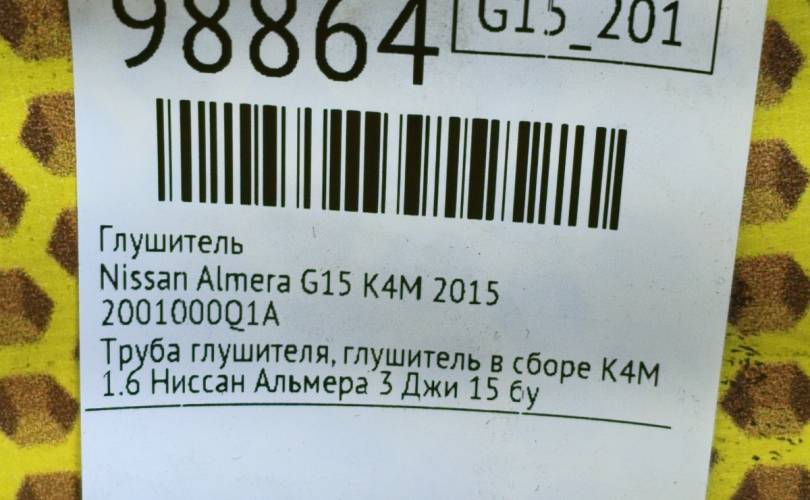 98864
G15_201
Глушитель
Nissan Almera G15 K4M 2015
2001000Q1A
Труба глушителя, глушитель в сборе K4M
1.6 Ниссан Альмера 3 Джи 15 бу